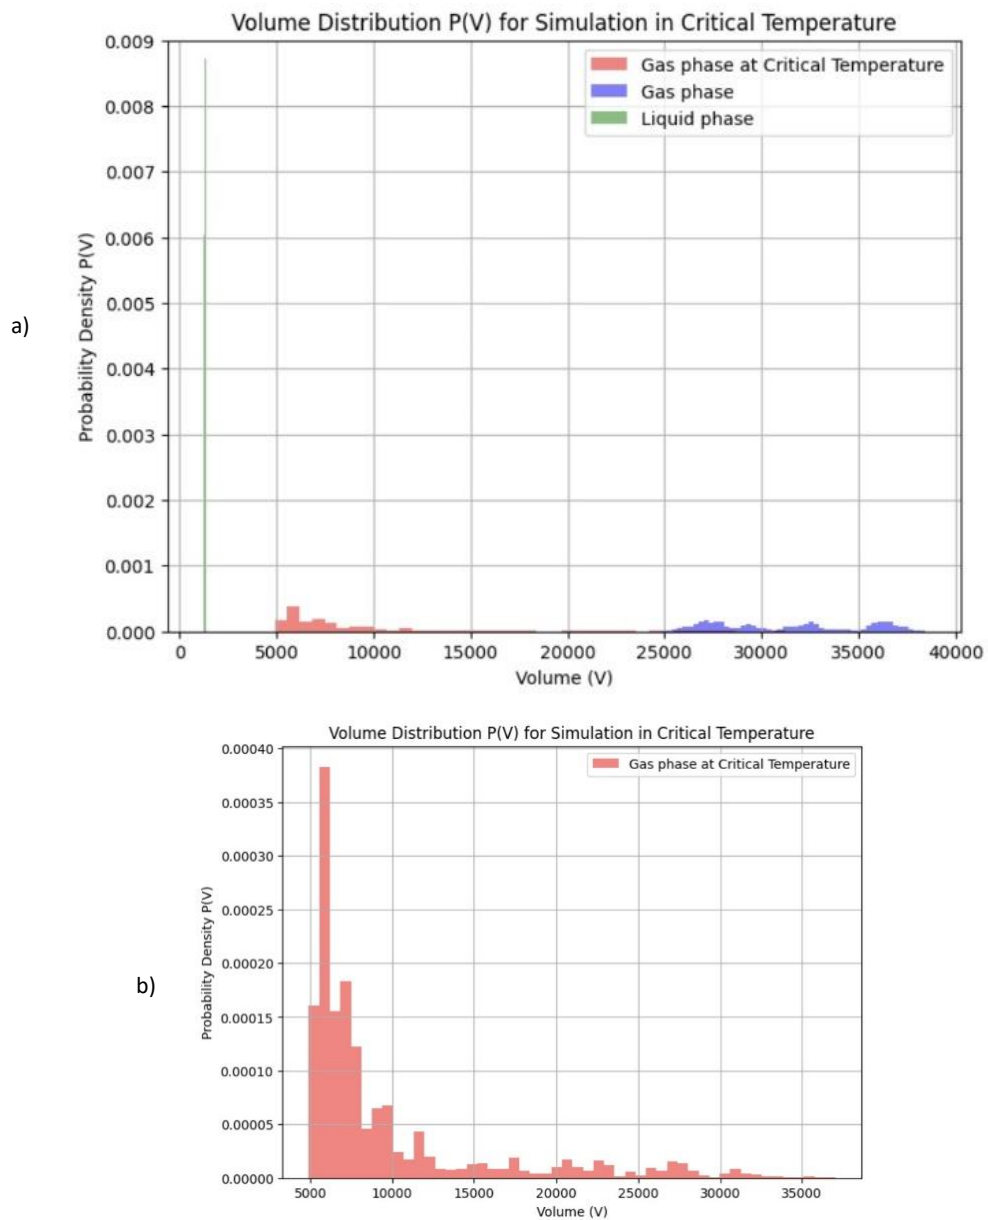 Volume Distribution P(V) for Simulation in Critical Temperature
Gas phase at Critical Temperature
Gas phase
Liquid phase
0.009
0.008
0.007
0.006
0.005
0.004
0.003
0.002
0.001
0.000
Probability Density P(V)
a)
0 5000 10000 15000 20000 25000 30000 35000 40000
Volume (V)
Volume Distribution P(V) for Simulation in Critical Temperature
Gas phase at Critical Temperature
0.00040
0.00035
0.00030
0.00025
0.00020
0.00015
0.00010
0.00005
0.00000
Probability Density P(V)
b)
5000 10000 15000 20000 25000 30000 35000
Volume (V)